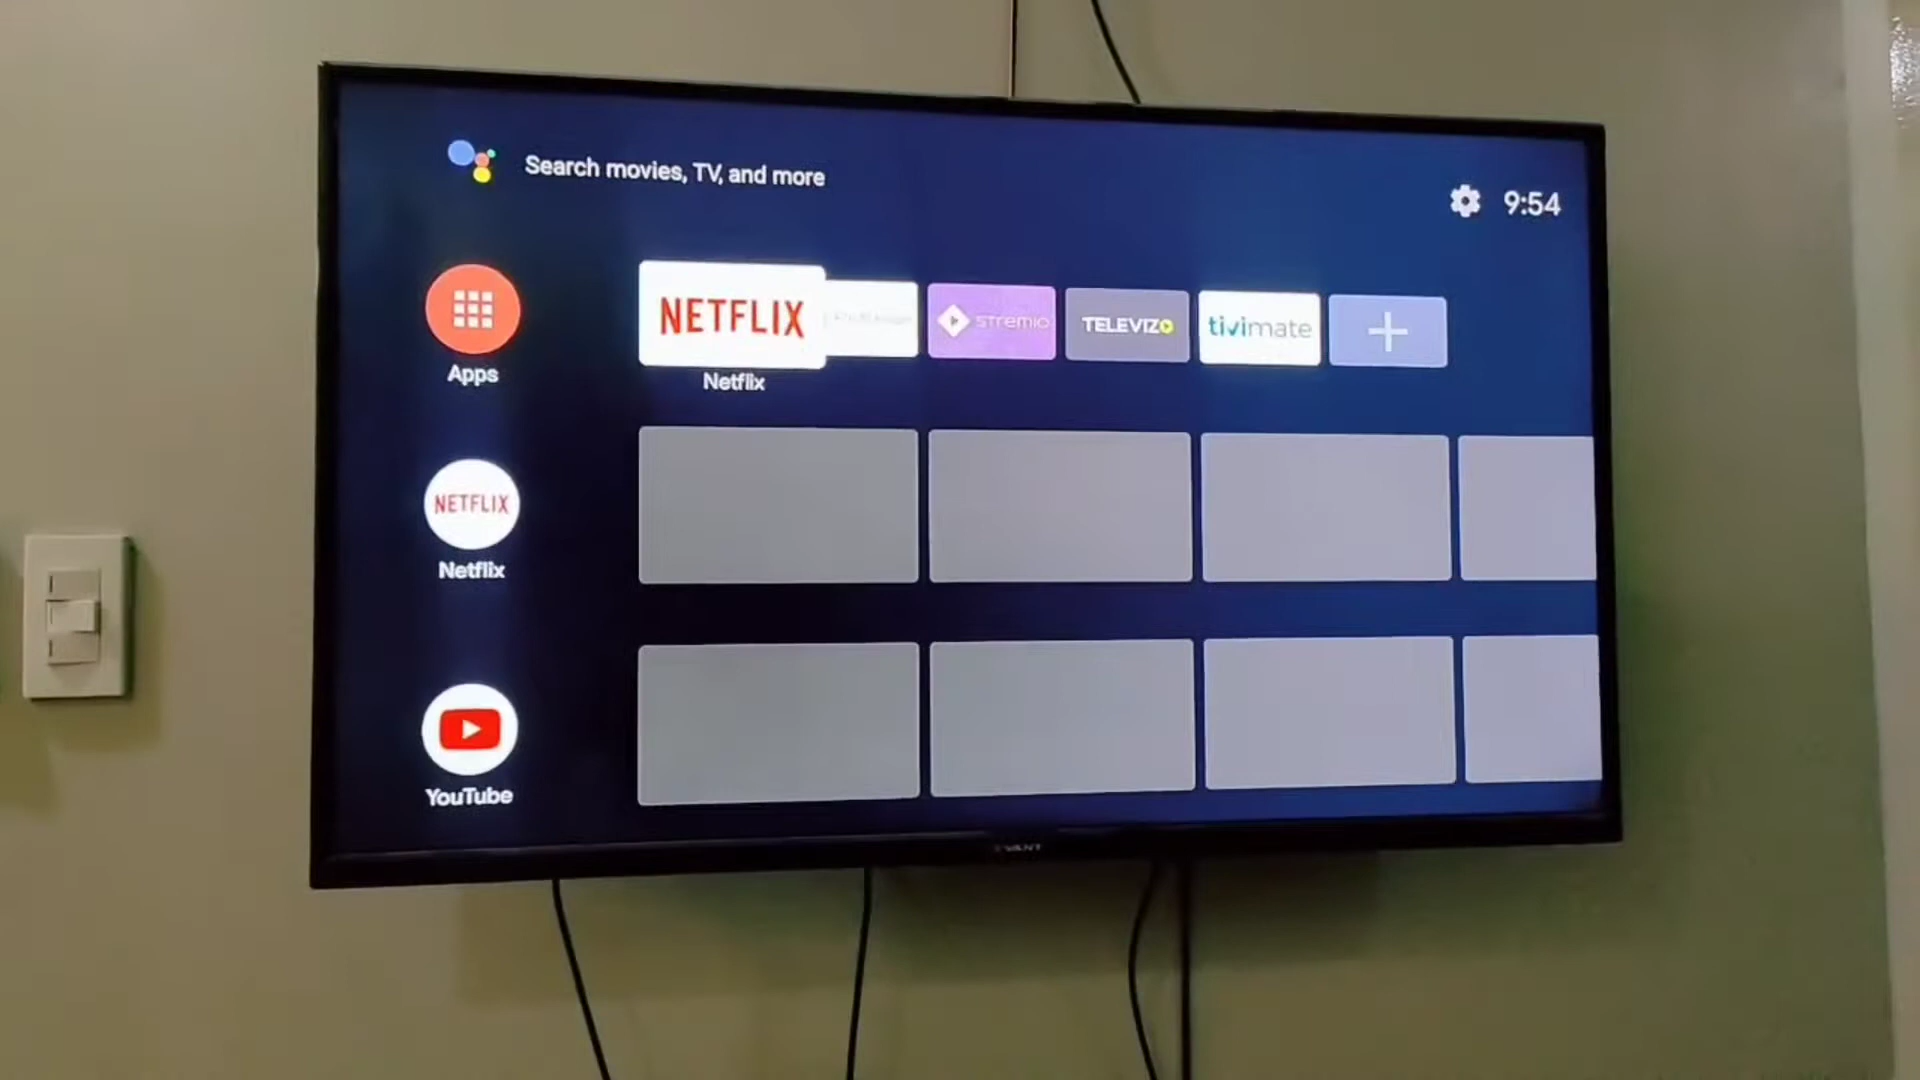 Search movies, TV, and more
9:54
Apps
NETFLIX
stremio
TELEVIZO
tivimate
Netflix
NETFLIX
Netflix
YouTube